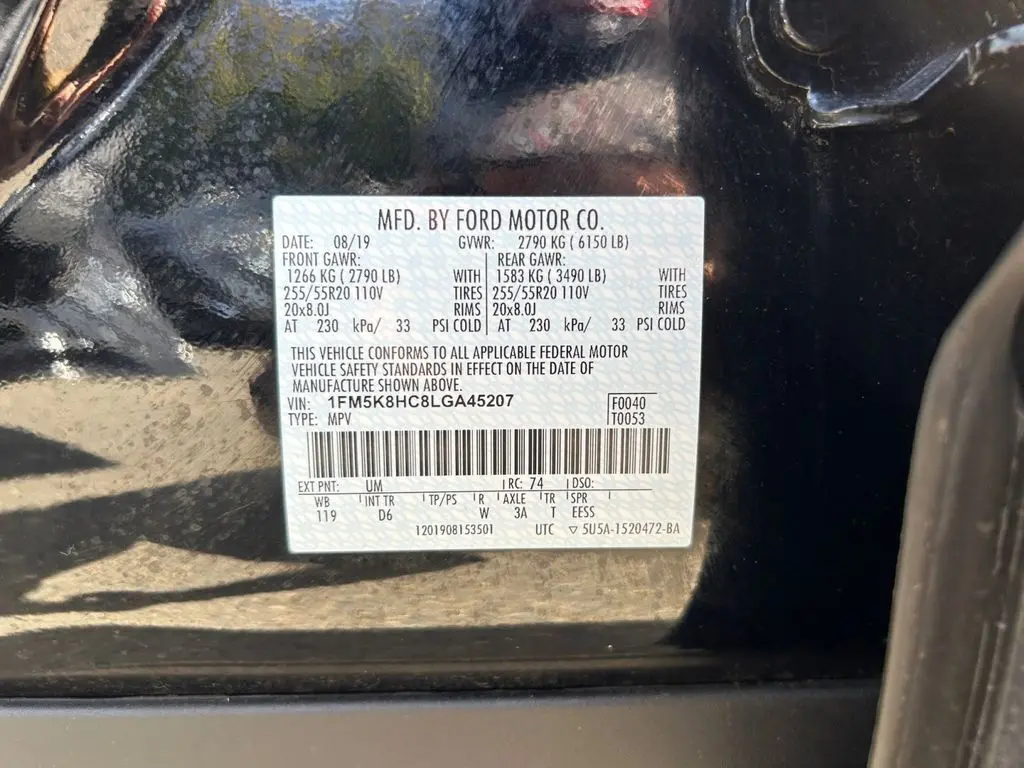 MFD. BY FORD MOTOR CO.
DATE: 08/19 GVWR: 2790 KG ( 6150 LB)
FRONT GAWR: REAR GAWR:
1266 KG ( 2790 LB) WITH 1583 KG ( 3490 LB) WITH
255/55R20 110V TIRES 255/55R20 110V TIRES
20x8.0J RIMS 20x8.0J RIMS
AT 230 kPa/ 33 PSI COLD AT 230 kPa/ 33 PSI COLD
THIS VEHICLE CONFORMS TO ALL APPLICABLE FEDERAL MOTOR
VEHICLE SAFETY STANDARDS IN EFFECT ON THE DATE OF
MANUFACTURE SHOWN ABOVE.
VIN: 1FM5K8HC8LGA45207 F0040
TYPE: MPV T0053
EXT PNT: UM RC: 74 DSO:
WB INT TR TP/PS R AXLE TR SPR
119 D6 W 3A T EESS
1201908153501 UTC ▽ 5U5A-1520472-BA